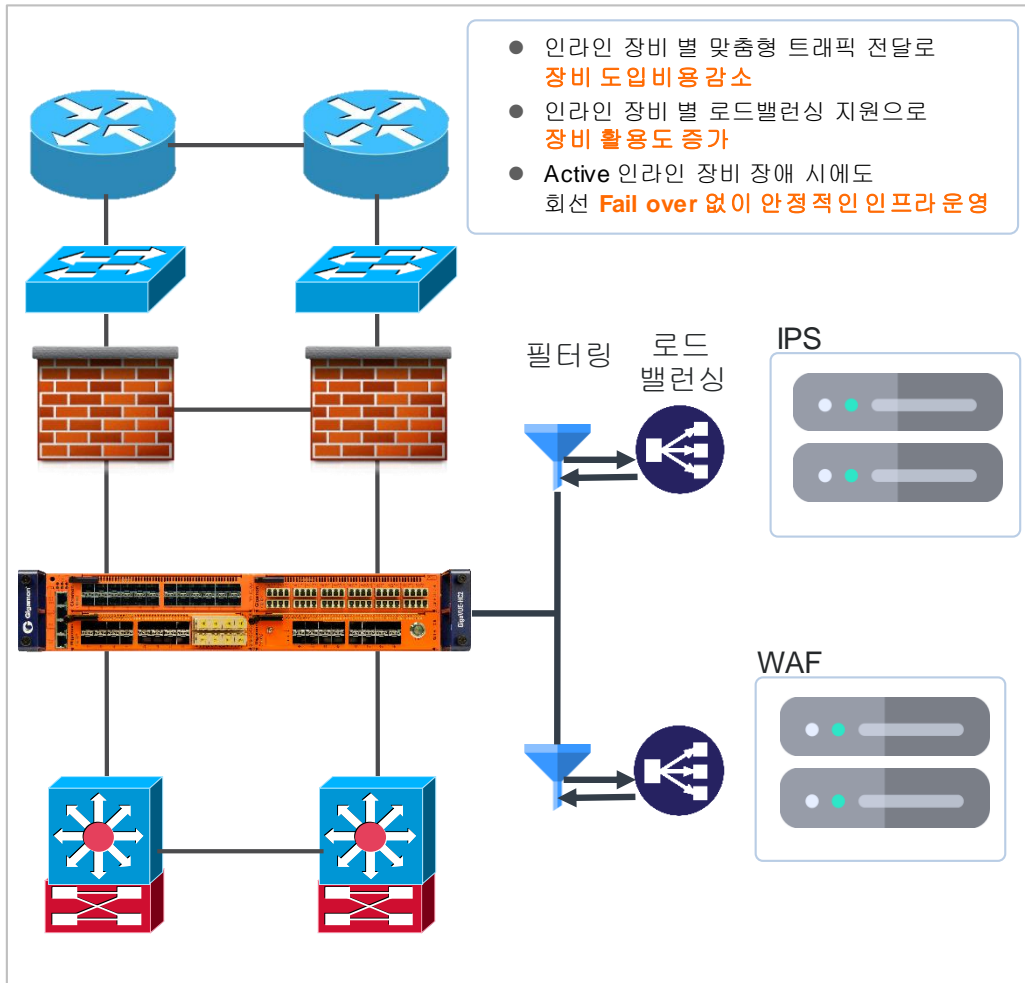 인라인 장비 별 맞춤형 트래픽 전달로
장비 도입비용감소
인라인 장비 별 로드밸런싱 지원으로
장비 활용도 증가
Active 인라인 장비 장애 시에도
회선 Fail over 없이 안정적인 인프라 운영
필터링
로드
밸런싱
IPS
Gigamon
GigaVUE-HC2
WAF